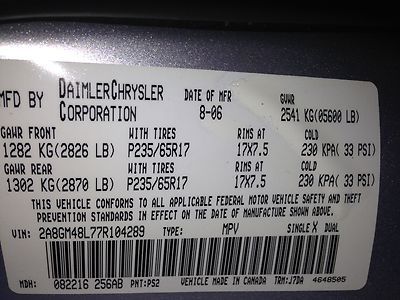 MFD BY DAIMLERCHRYSLER CORPORATION
DATE OF MFR 8-06
GVWR 2541 KG(05600 LB)
GAWR FRONT WITH TIRES RIMS AT COLD
1282 KG(2826 LB) P235/65R17 17X7.5 230 KPA( 33 PSI)
GAWR REAR WITH TIRES RIMS AT COLD
1302 KG(2870 LB) P235/65R17 17X7.5 230 KPA( 33 PSI)
THIS VEHICLE CONFORMS TO ALL APPLICABLE FEDERAL MOTOR VEHICLE SAFETY AND THEFT
PREVENTION STANDARDS IN EFFECT ON THE DATE OF MANUFACTURE SHOWN ABOVE.
VIN: 2A8GM48L77R104289 TYPE: MPV SINGLE X DUAL
MDH: 082216 256AB PNT:PS2 VEHICLE MADE IN CANADA TRM:J7DA 4648505